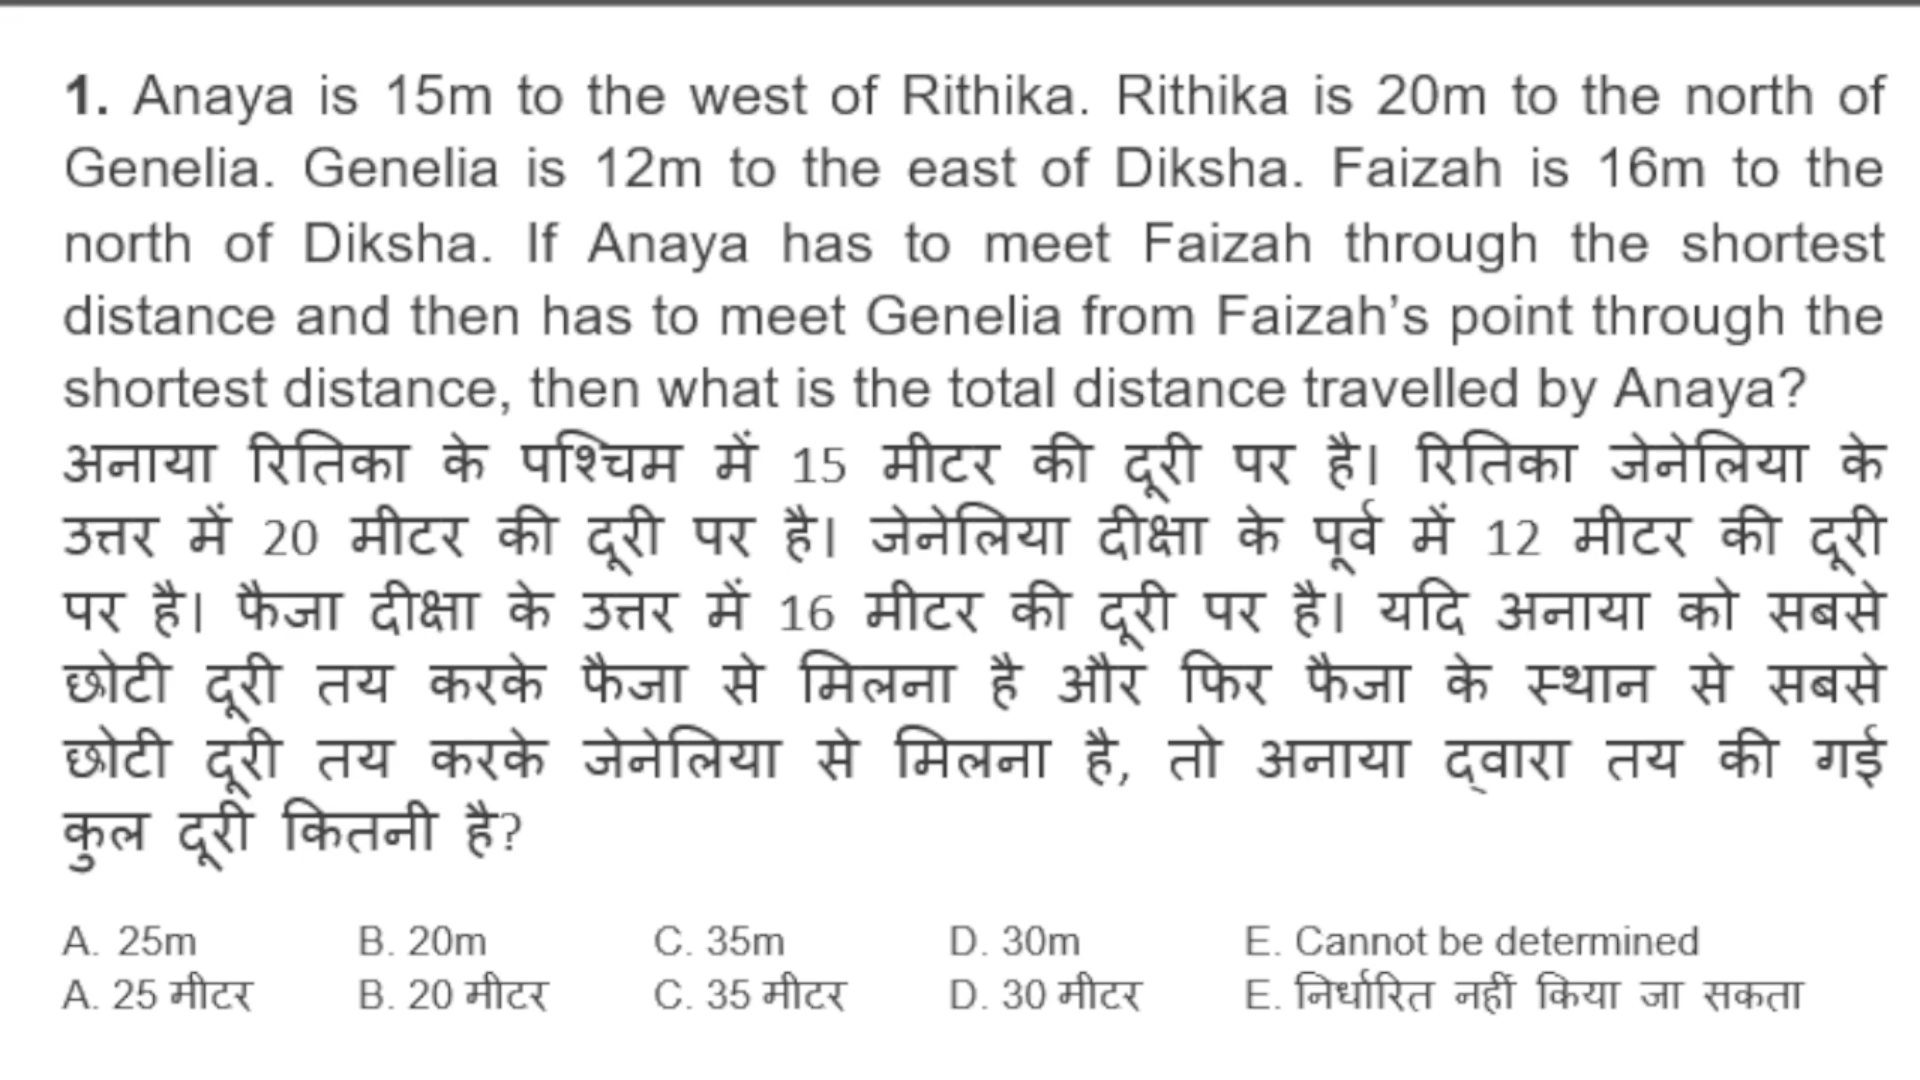 1. Anaya is 15m to the west of Rithika. Rithika is 20m to the north of
Genelia. Genelia is 12m to the east of Diksha. Faizah is 16m to the
north of Diksha. If Anaya has to meet Faizah through the shortest
distance and then has to meet Genelia from Faizah’s point through the
shortest distance, then what is the total distance travelled by Anaya?
अनाया रितिका के पश्चिम में 15 मीटर की दूरी पर है। रितिका जेनेलिया के
उत्तर में 20 मीटर की दूरी पर है। जेनेलिया दीक्षा के पूर्व में 12 मीटर की दूरी
पर है। फैजा दीक्षा के उत्तर में 16 मीटर की दूरी पर है। यदि अनाया को सबसे
छोटी दूरी तय करके फैजा से मिलना है और फिर फैजा के स्थान से सबसे
छोटी दूरी तय करके जेनेलिया से मिलना है, तो अनाया द्वारा तय की गई
कुल दूरी कितनी है?
A. 25m B. 20m C. 35m D. 30m E. Cannot be determined
A. 25 मीटर B. 20 मीटर C. 35 मीटर D. 30 मीटर E. निर्धारित नहीं किया जा सकता